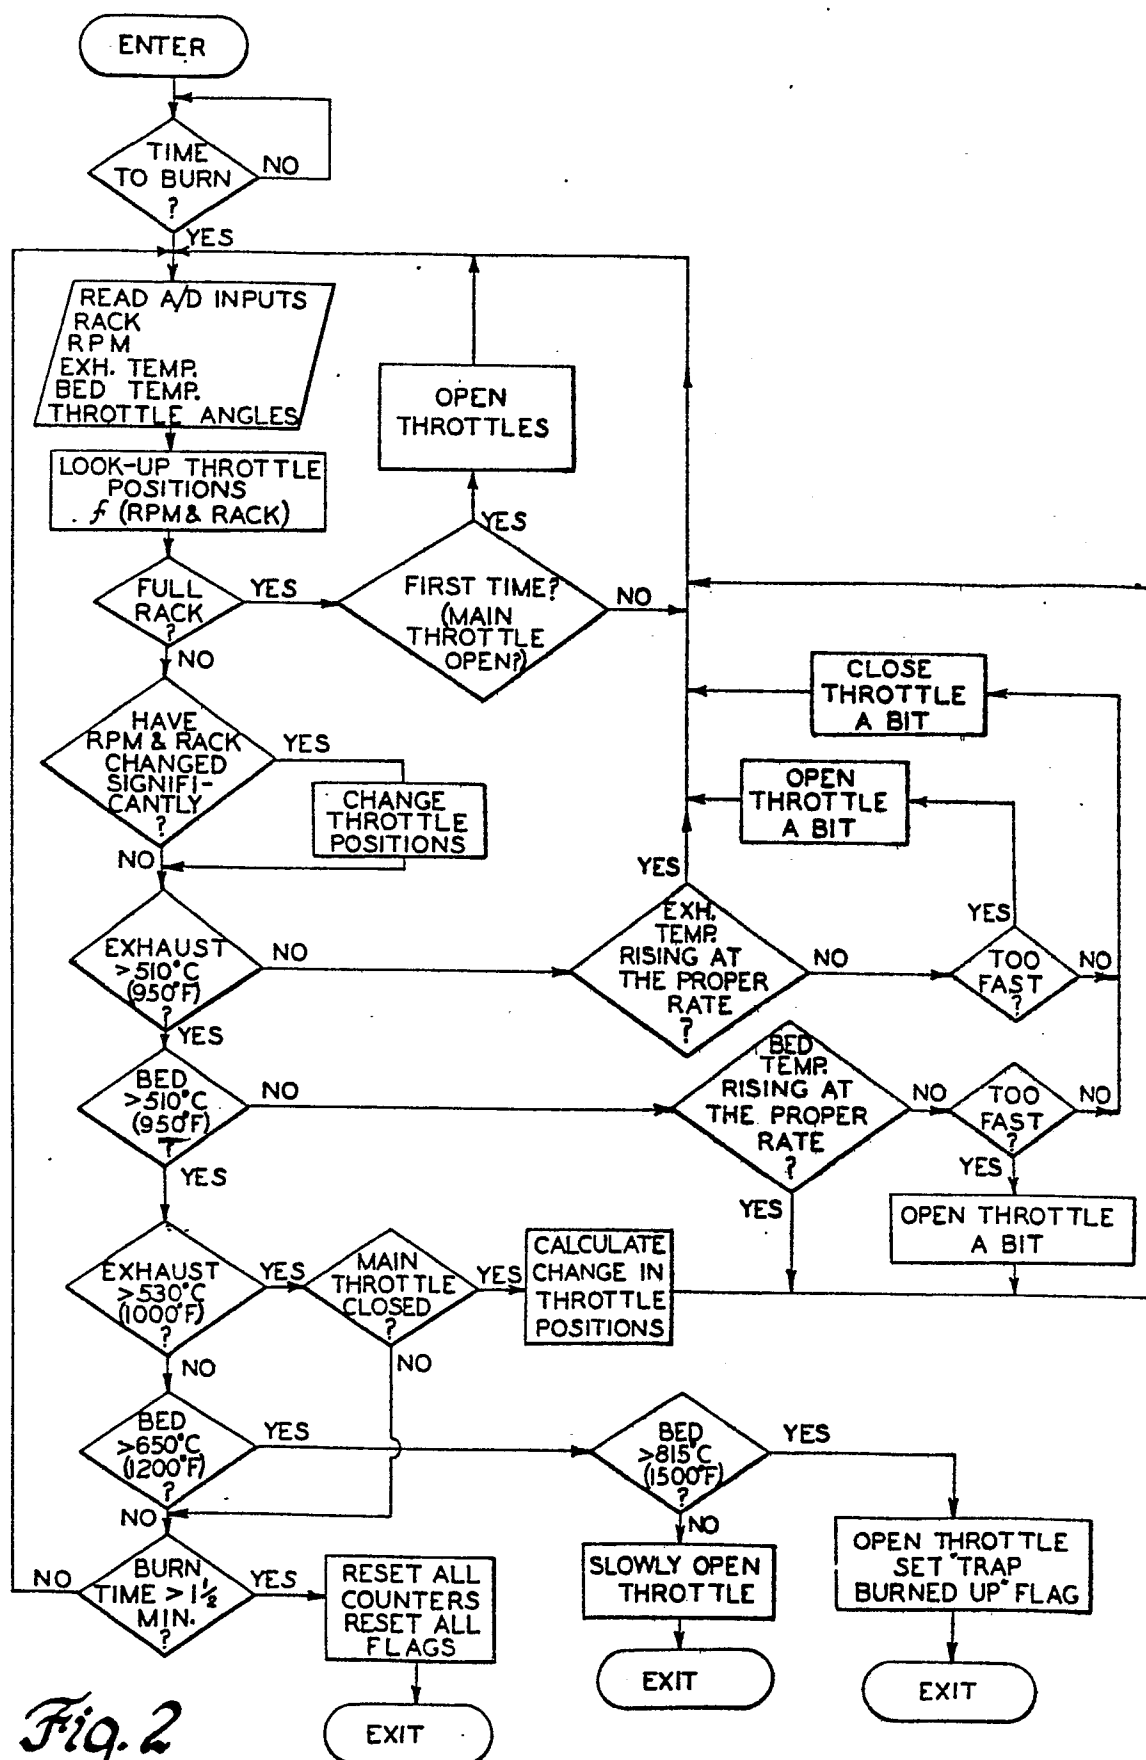 ENTER
TIME
TO BURN
?
NO
YES
READ A/D INPUTS
RACK
RPM
EXH. TEMP.
BED TEMP.
THROTTLE ANGLES
OPEN
THROTTLES
LOOK-UP THROTTLE
POSITIONS
f (RPM & RACK)
YES
FULL
RACK
?
YES
FIRST TIME?
(MAIN
THROTTLE
OPEN?)
NO
NO
CLOSE
THROTTLE
A BIT
HAVE
RPM & RACK
CHANGED
SIGNIFI-
CANTLY
?
YES
CHANGE
THROTTLE
POSITIONS
OPEN
THROTTLE
A BIT
NO
YES
EXHAUST
>510°C
(950°F)
?
NO
EXH.
TEMP.
RISING AT
THE PROPER
RATE
?
NO
YES
TOO
FAST
?
NO
YES
BED
>510°C
(950°F)
?
NO
BED
TEMP.
RISING AT
THE PROPER
RATE
?
NO
TOO
FAST
?
NO
YES
YES
YES
OPEN THROTTLE
A BIT
EXHAUST
>530°C
(1000°F)
?
YES
MAIN
THROTTLE
CLOSED
?
YES
CALCULATE
CHANGE IN
THROTTLE
POSITIONS
NO
NO
BED
>650°C
(1200°F)
?
YES
BED
>815°C
(1500°F)
?
YES
NO
NO
BURN
TIME > 1½
MIN.
?
NO
YES
RESET ALL
COUNTERS
RESET ALL
FLAGS
SLOWLY OPEN
THROTTLE
OPEN THROTTLE
SET "TRAP
BURNED UP" FLAG
EXIT
EXIT
EXIT
Fig. 2